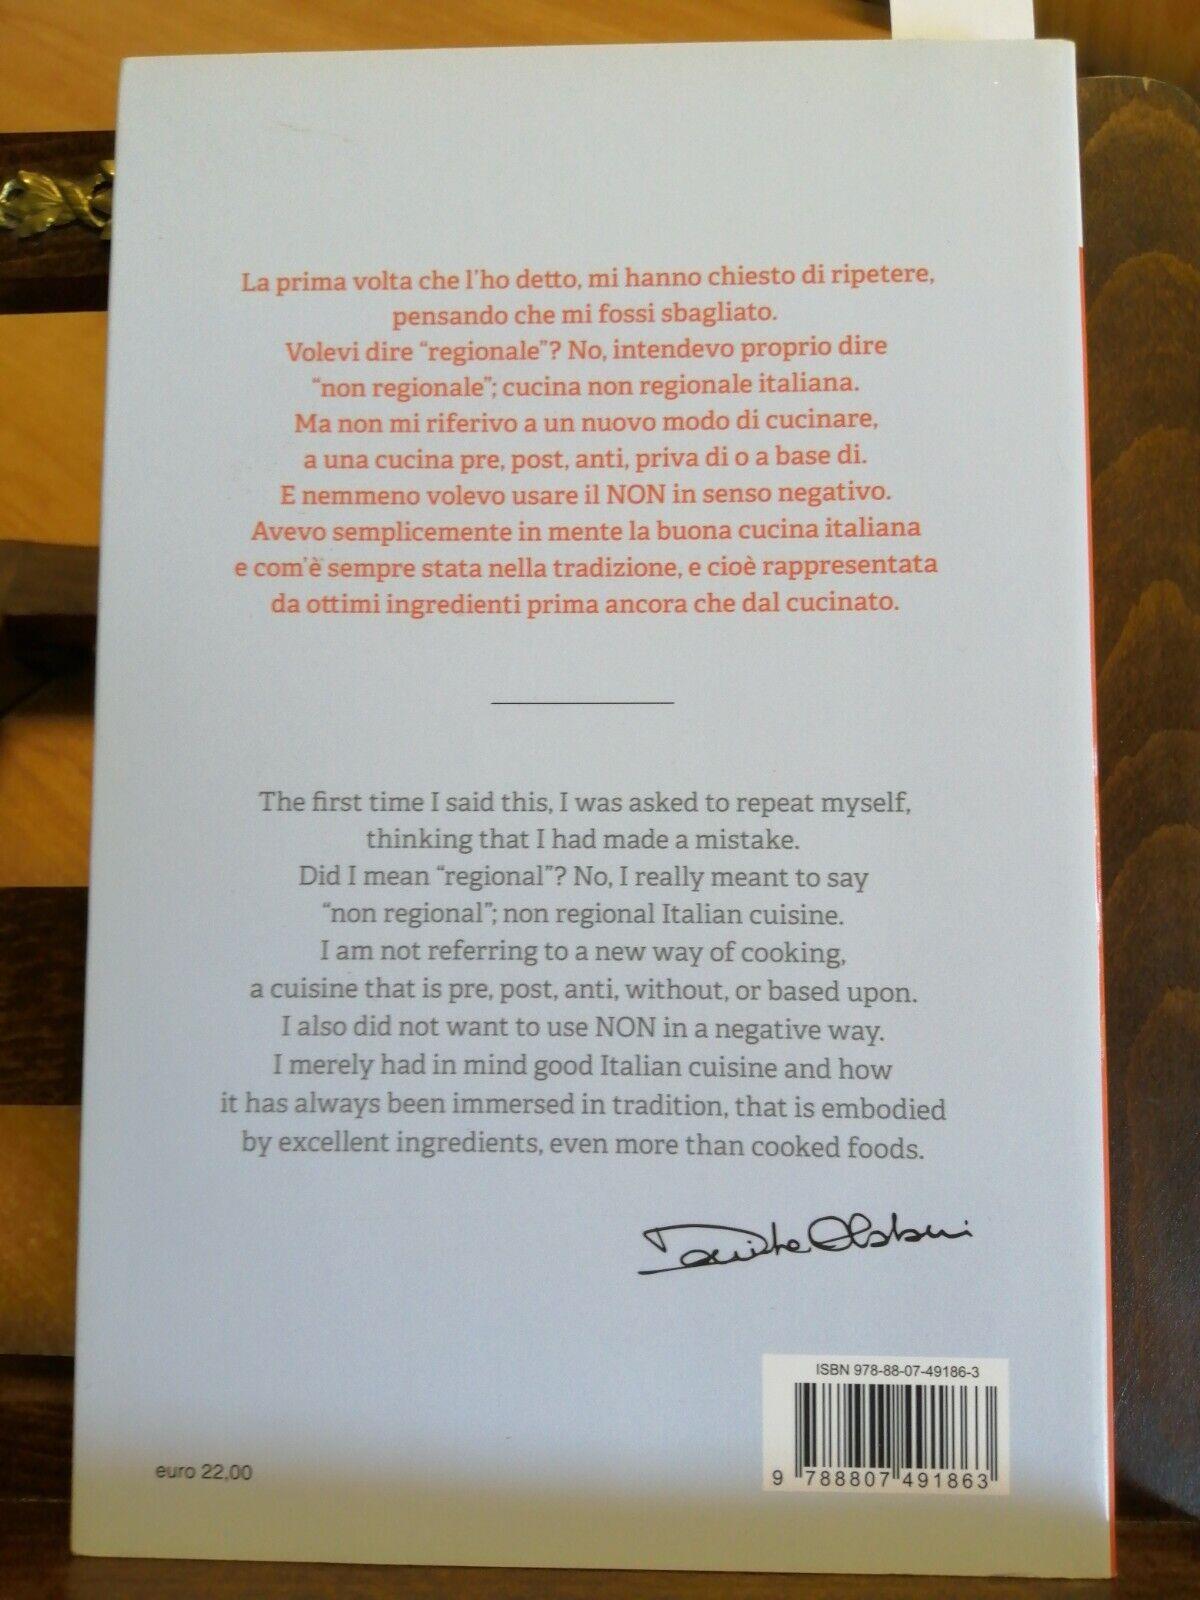 La prima volta che l'ho detto, mi hanno chiesto di ripetere,
pensando che mi fossi sbagliato.
Volevi dire “regionale”? No, intendevo proprio dire
“non regionale”; cucina non regionale italiana.
Ma non mi riferivo a un nuovo modo di cucinare,
a una cucina pre, post, anti, priva di o a base di.
E nemmeno volevo usare il NON in senso negativo.
Avevo semplicemente in mente la buona cucina italiana
e com'è sempre stata nella tradizione, e cioè rappresentata
da ottimi ingredienti prima ancora che dal cucinato.
The first time I said this, I was asked to repeat myself,
thinking that I had made a mistake.
Did I mean “regional”? No, I really meant to say
“non regional”; non regional Italian cuisine.
I am not referring to a new way of cooking,
a cuisine that is pre, post, anti, without, or based upon.
I also did not want to use NON in a negative way.
I merely had in mind good Italian cuisine and how
it has always been immersed in tradition, that is embodied
by excellent ingredients, even more than cooked foods.
ISBN 978-88-07-49186-3
9 788807 491863
euro 22,00